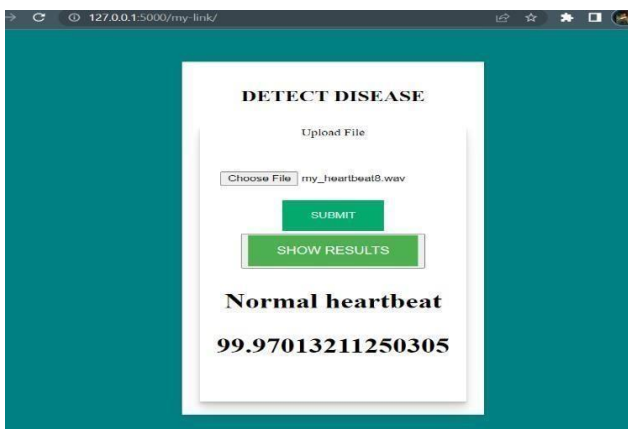 127.0.0.1:5000/my-link/
DETECT DISEASE
Upload File
Choose File my_heartbeat8.wav
SUBMIT
SHOW RESULTS
Normal heartbeat
99.97013211250305